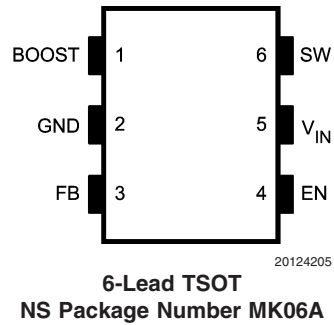 BOOST 1 6 SW
GND 2 5 V_IN
FB 3 4 EN
20124205
6-Lead TSOT
NS Package Number MK06A